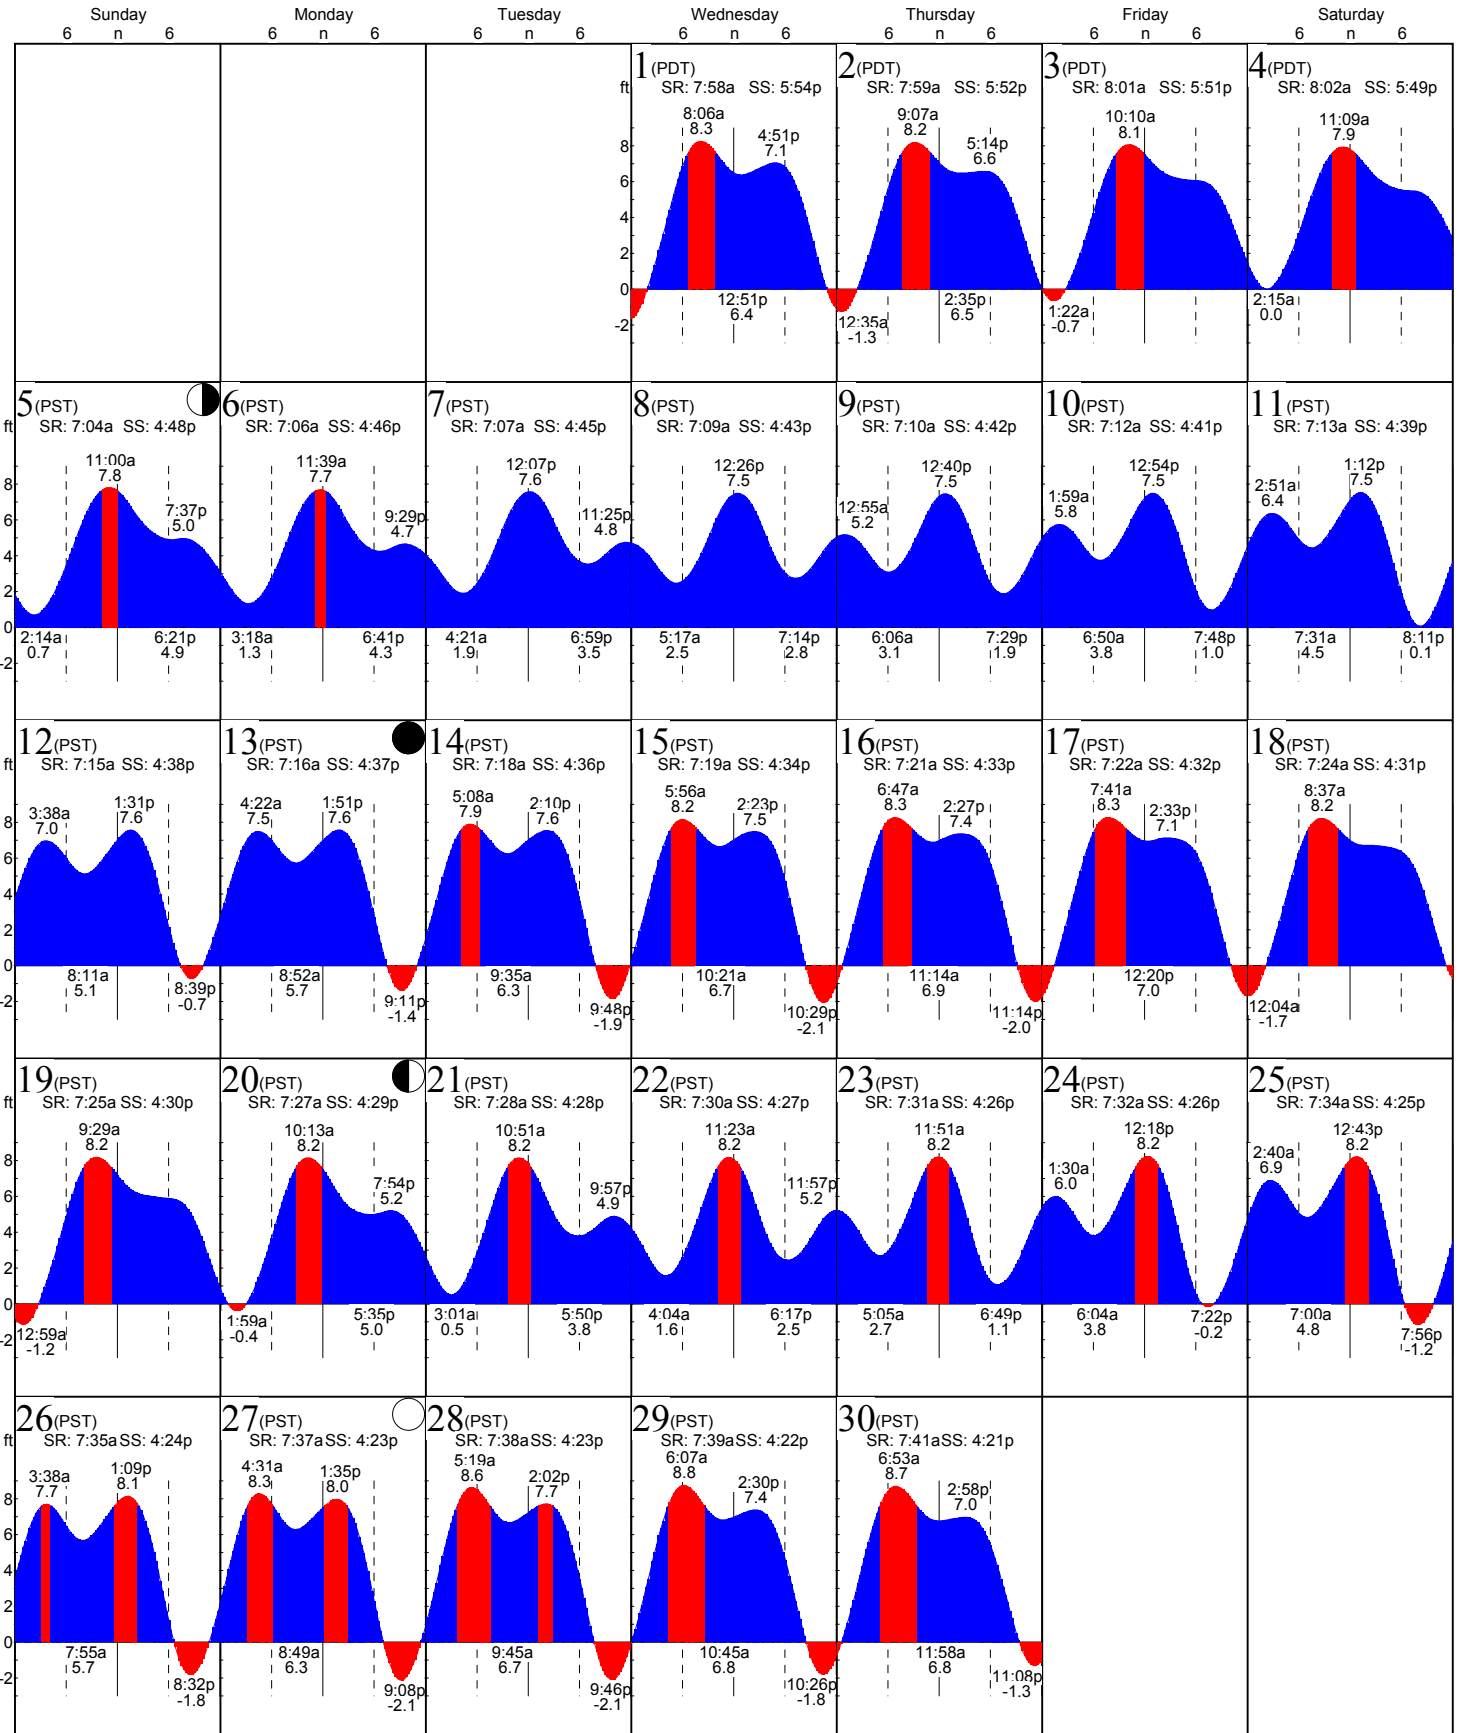 Sunday Monday Tuesday Wednesday Thursday Friday Saturday
6 n 6 6 n 6 6 n 6 6 n 6 6 n 6 6 n 6 6 n 6
1(PDT) 2(PDT) 3(PDT) 4(PDT)
ft SR: 7:58a SS: 5:54p SR: 7:59a SS: 5:52p SR: 8:01a SS: 5:51p SR: 8:02a SS: 5:49p
8:06a 8.3 4:51p 7.1 9:07a 8.2 5:14p 6.6 10:10a 8.1 11:09a 7.9
8
6
4
2
0
-2
12:51p 6.4 12:35a -1.3 2:35p 6.5 1:22a -0.7 2:15a 0.0
5(PST) 6(PST) 7(PST) 8(PST) 9(PST) 10(PST) 11(PST)
ft SR: 7:04a SS: 4:48p SR: 7:06a SS: 4:46p SR: 7:07a SS: 4:45p SR: 7:09a SS: 4:43p SR: 7:10a SS: 4:42p SR: 7:12a SS: 4:41p SR: 7:13a SS: 4:39p
11:00a 7.8 7:37p 5.0 11:39a 7.7 9:29p 4.7 12:07p 7.6 11:25p 4.8 12:26p 7.5 12:55a 5.2 12:40p 7.5 1:59a 5.8 12:54p 7.5 2:51a 6.4 1:12p 7.5
8
6
4
2
0
-2
2:14a 0.7 6:21p 4.9 3:18a 1.3 6:41p 4.3 4:21a 1.9 6:59p 3.5 5:17a 2.5 7:14p 2.8 6:06a 3.1 7:29p 1.9 6:50a 3.8 7:48p 1.0 7:31a 4.5 8:11p 0.1
12(PST) 13(PST) 14(PST) 15(PST) 16(PST) 17(PST) 18(PST)
ft SR: 7:15a SS: 4:38p SR: 7:16a SS: 4:37p SR: 7:18a SS: 4:36p SR: 7:19a SS: 4:34p SR: 7:21a SS: 4:33p SR: 7:22a SS: 4:32p SR: 7:24a SS: 4:31p
3:38a 7.0 1:31p 7.6 4:22a 7.5 1:51p 7.6 5:08a 7.9 2:10p 7.6 5:56a 8.2 2:23p 7.5 6:47a 8.3 2:27p 7.4 7:41a 8.3 2:33p 7.1 8:37a 8.2
8
6
4
2
0
-2
8:11a 5.1 8:39p -0.7 8:52a 5.7 9:11p -1.4 9:35a 6.3 9:48p -1.9 10:21a 6.7 10:29p -2.1 11:14a 6.9 11:14p -2.0 12:20p 7.0 12:04a -1.7
19(PST) 20(PST) 21(PST) 22(PST) 23(PST) 24(PST) 25(PST)
ft SR: 7:25a SS: 4:30p SR: 7:27a SS: 4:29p SR: 7:28a SS: 4:28p SR: 7:30a SS: 4:27p SR: 7:31a SS: 4:26p SR: 7:32a SS: 4:26p SR: 7:34a SS: 4:25p
9:29a 8.2 10:13a 8.2 7:54p 5.2 10:51a 8.2 9:57p 4.9 11:23a 8.2 11:57p 5.2 11:51a 8.2 1:30a 6.0 12:18p 8.2 2:40a 6.9 12:43p 8.2
8
6
4
2
0
-2
12:59a -1.2 1:59a -0.4 5:35p 5.0 3:01a 0.5 5:50p 3.8 4:04a 1.6 6:17p 2.5 5:05a 2.7 6:49p 1.1 6:04a 3.8 7:22p -0.2 7:00a 4.8 7:56p -1.2
26(PST) 27(PST) 28(PST) 29(PST) 30(PST)
ft SR: 7:35a SS: 4:24p SR: 7:37a SS: 4:23p SR: 7:38a SS: 4:23p SR: 7:39a SS: 4:22p SR: 7:41a SS: 4:21p
3:38a 7.7 1:09p 8.1 4:31a 8.3 1:35p 8.0 5:19a 8.6 2:02p 7.7 6:07a 8.8 2:30p 7.4 6:53a 8.7 2:58p 7.0
8
6
4
2
0
-2
7:55a 5.7 8:32p -1.8 8:49a 6.3 9:08p -2.1 9:45a 6.7 9:46p -2.1 10:45a 6.8 10:26p -1.8 11:58a 6.8 11:08p -1.3